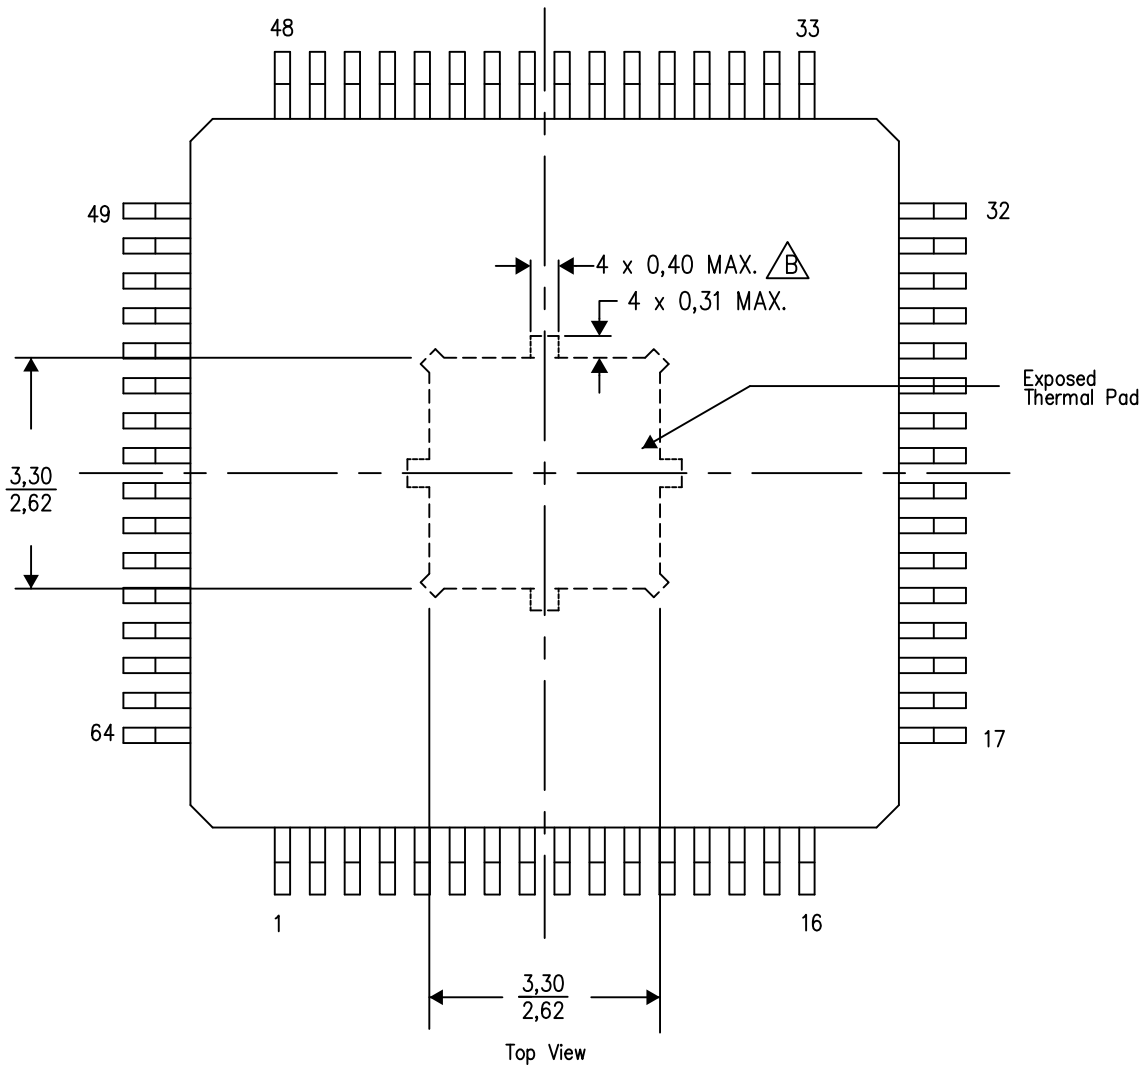 48
33
49
32
4 x 0,40 MAX. B
4 x 0,31 MAX.
Exposed
Thermal Pad
3,30
2,62
64
17
1
16
3,30
2,62
Top View